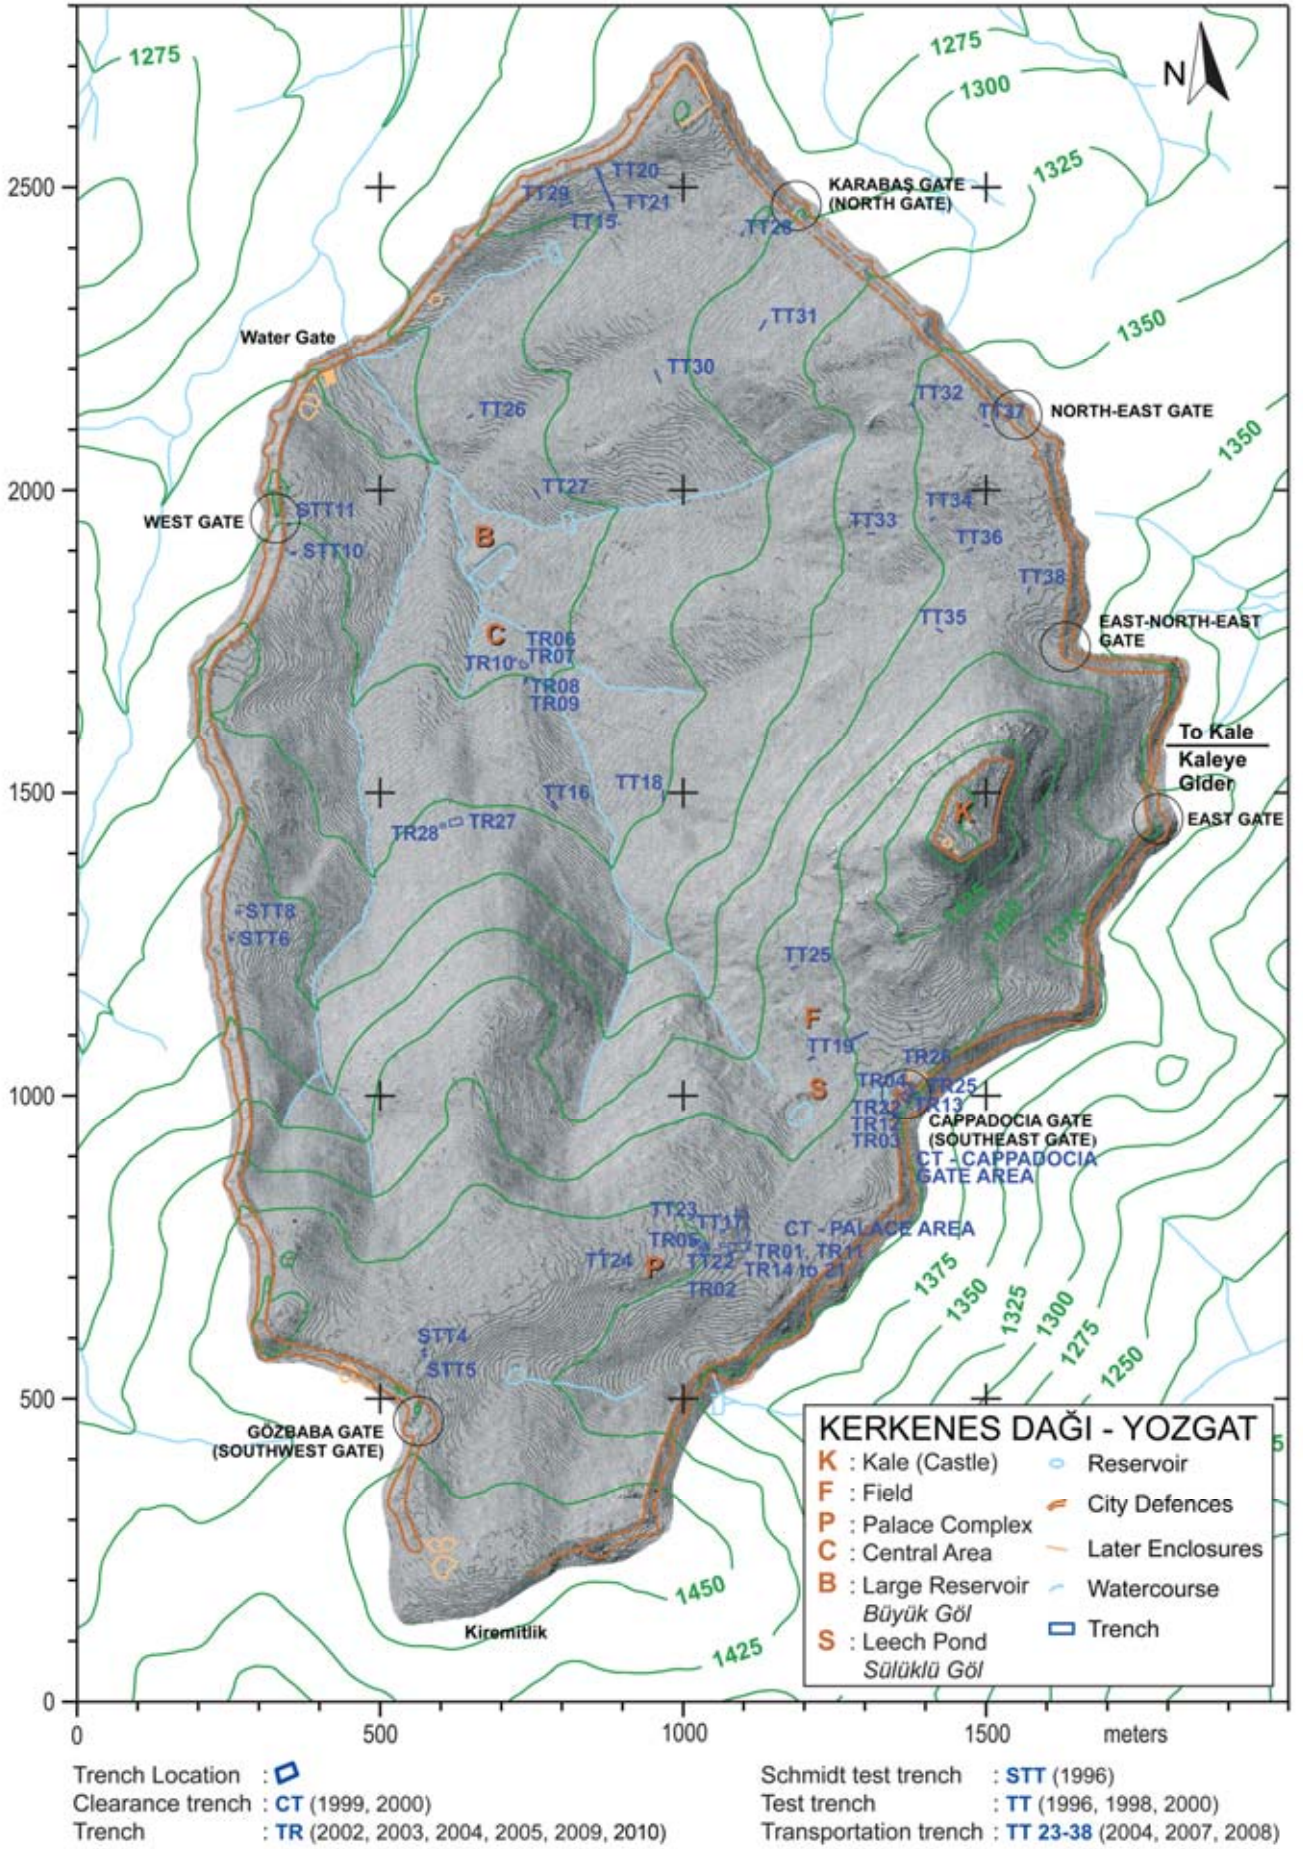 1275
1275
1300
N
1325
2500
TT20
TT29
TT21
TT15
KARABAŞ GATE
(NORTH GATE)
TT28
1350
TT31
Water Gate
TT30
TT32
TT26
TT37
NORTH-EAST GATE
1350
2000
TT27
TT34
STT11
WEST GATE
TT33
B
TT36
STT10
TT38
EAST-NORTH-EAST
GATE
TT35
C
TR06
TR07
TR10
TR08
TR09
To Kale
Kaleye
Gider
1500
TT18
TT16
K
EAST GATE
TR28
TR27
1425
1400
1375
STT8
STT6
TT25
F
TT19
TR26
S
TR04
TR25
1000
TR22
TR13
TR12
TR03
CAPPADOCIA GATE
(SOUTHEAST GATE)
CT - CAPPADOCIA
GATE AREA
TT23
TT17
CT - PALACE AREA
TR05
TR01, TR11
TT24
P
TT22
TR14 to 21
TR02
1375
1350
1325
1300
1275
1250
STT4
STT5
500
GÖZBABA GATE
(SOUTHWEST GATE)
5
KERKENES DAĞI - YOZGAT
K : Kale (Castle)
F : Field
P : Palace Complex
C : Central Area
B : Large Reservoir
Büyük Göl
S : Leech Pond
Sülüklü Göl
Reservoir
City Defences
Later Enclosures
Watercourse
Trench
1450
Kiremitlik
1425
0
0 500 1000 1500 meters
Trench Location :
Clearance trench : CT (1999, 2000)
Trench : TR (2002, 2003, 2004, 2005, 2009, 2010)
Schmidt test trench : STT (1996)
Test trench : TT (1996, 1998, 2000)
Transportation trench : TT 23-38 (2004, 2007, 2008)